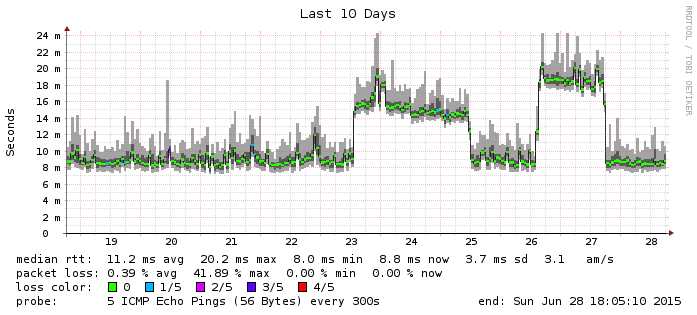 Last 10 Days
RRDTOOL / TOBI OETIKER
Seconds
24 m
22 m
20 m
18 m
16 m
14 m
12 m
10 m
8 m
6 m
4 m
2 m
0
19 20 21 22 23 24 25 26 27 28
median rtt: 11.2 ms avg 20.2 ms max 8.0 ms min 8.8 ms now 3.7 ms sd 3.1 am/s
packet loss: 0.39 % avg 41.89 % max 0.00 % min 0.00 % now
loss color: 0 1/5 2/5 3/5 4/5
probe: 5 ICMP Echo Pings (56 Bytes) every 300s end: Sun Jun 28 18:05:10 2015